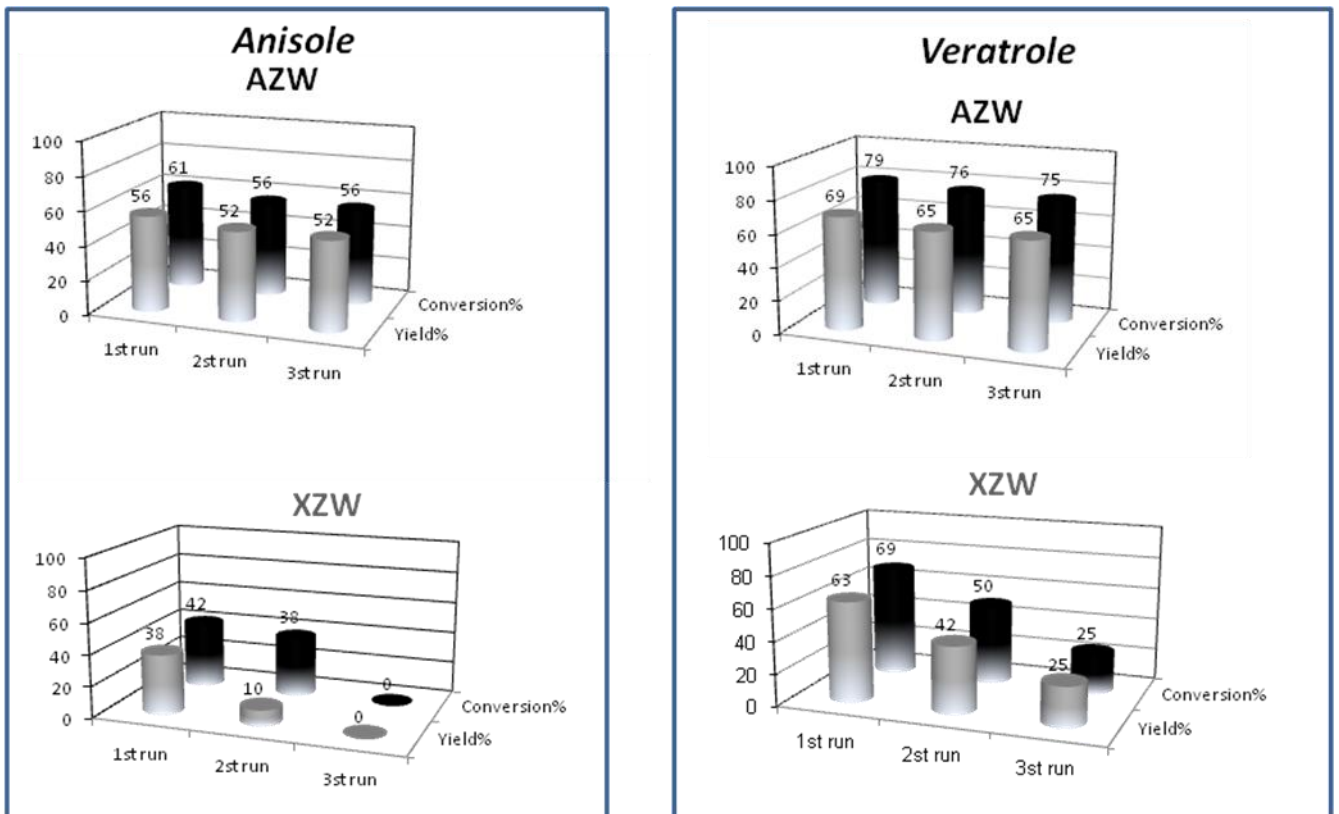 Anisole
AZW
100
80
60
40
20
0
56
61
52
56
52
56
1st run
2st run
3st run
Conversion%
Yield%
XZW
100
80
60
40
20
0
38
42
10
38
0
0
1st run
2st run
3st run
Conversion%
Yield%
Veratrole
AZW
100
80
60
40
20
0
69
79
65
76
65
75
1st run
2st run
3st run
Conversion%
Yield%
XZW
100
80
60
40
20
0
63
69
42
50
25
25
1st run
2st run
3st run
Conversion%
Yield%